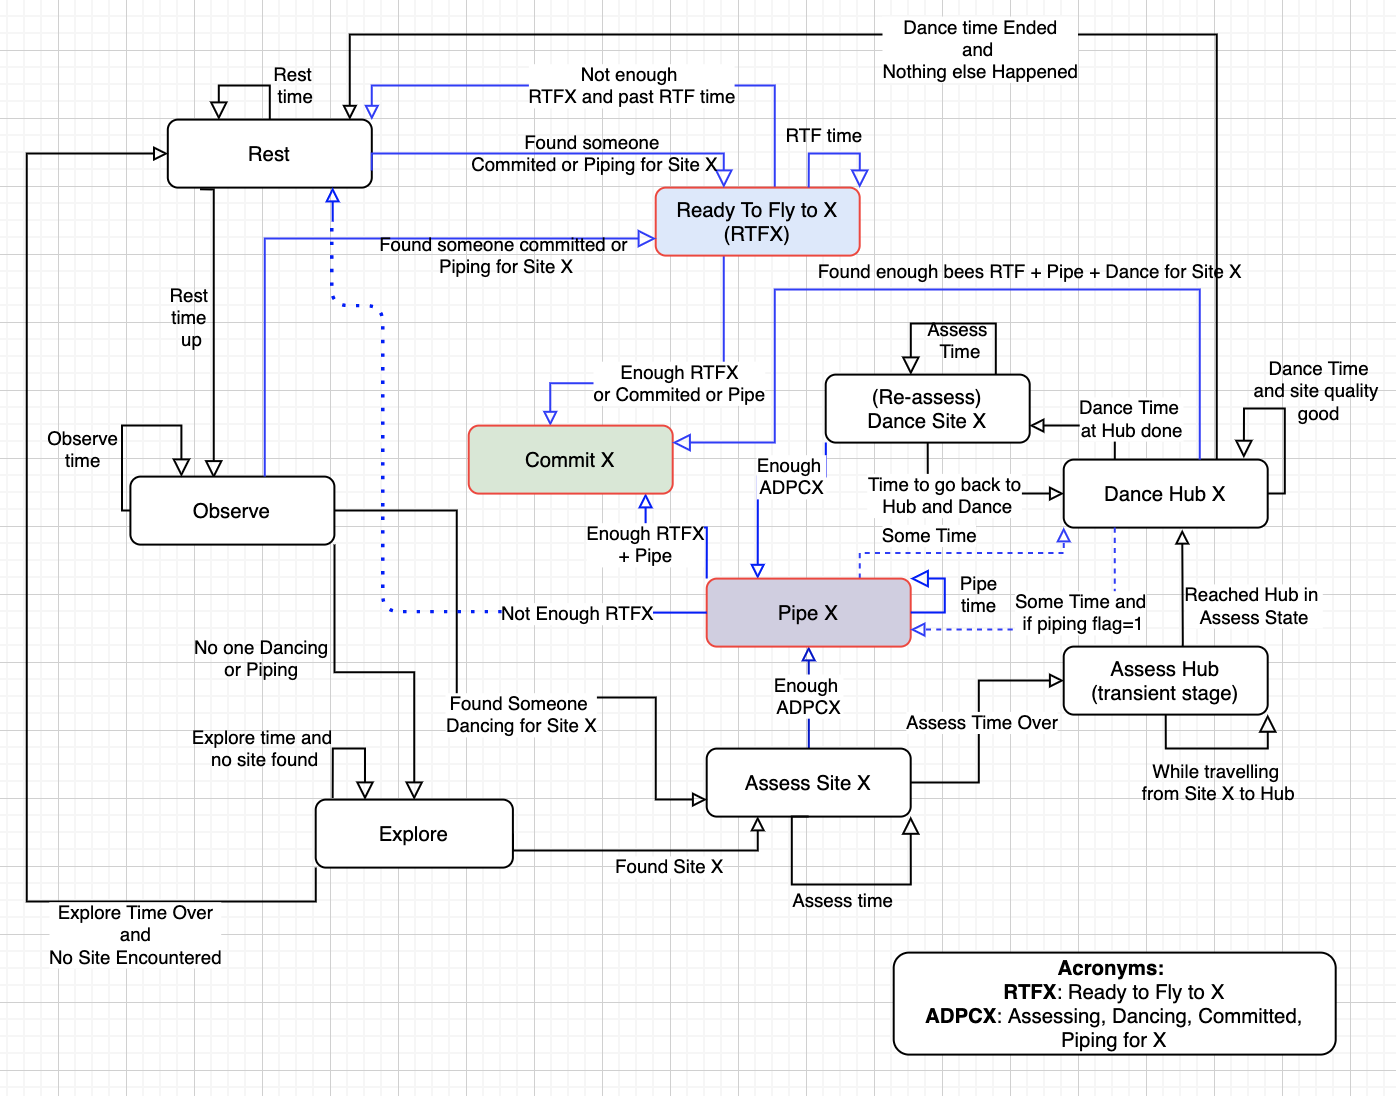 Dance time Ended
and
Nothing else Happened
Rest
time
Not enough
RTFX and past RTF time
RTF time
Rest
Found someone
Commited or Piping for Site X
Ready To Fly to X
(RTFX)
Found someone committed or
Piping for Site X
Found enough bees RTF + Pipe + Dance for Site X
Rest
time
up
Assess
Time
Enough RTFX
or Commited or Pipe
(Re-assess)
Dance Site X
Dance Time
and site quality
good
Dance Time
at Hub done
Observe
time
Commit X
Enough
ADPCX
Time to go back to
Hub and Dance
Dance Hub X
Observe
Enough RTFX
+ Pipe
Some Time
Not Enough RTFX
Pipe X
Pipe
time
Some Time and
if piping flag=1
Reached Hub in
Assess State
No one Dancing
or Piping
Enough
ADPCX
Assess Hub
(transient stage)
Found Someone
Dancing for Site X
Assess Time Over
Explore time and
no site found
Assess Site X
While travelling
from Site X to Hub
Explore
Found Site X
Assess time
Explore Time Over
and
No Site Encountered
Acronyms:
RTFX: Ready to Fly to X
ADPCX: Assessing, Dancing, Committed,
Piping for X